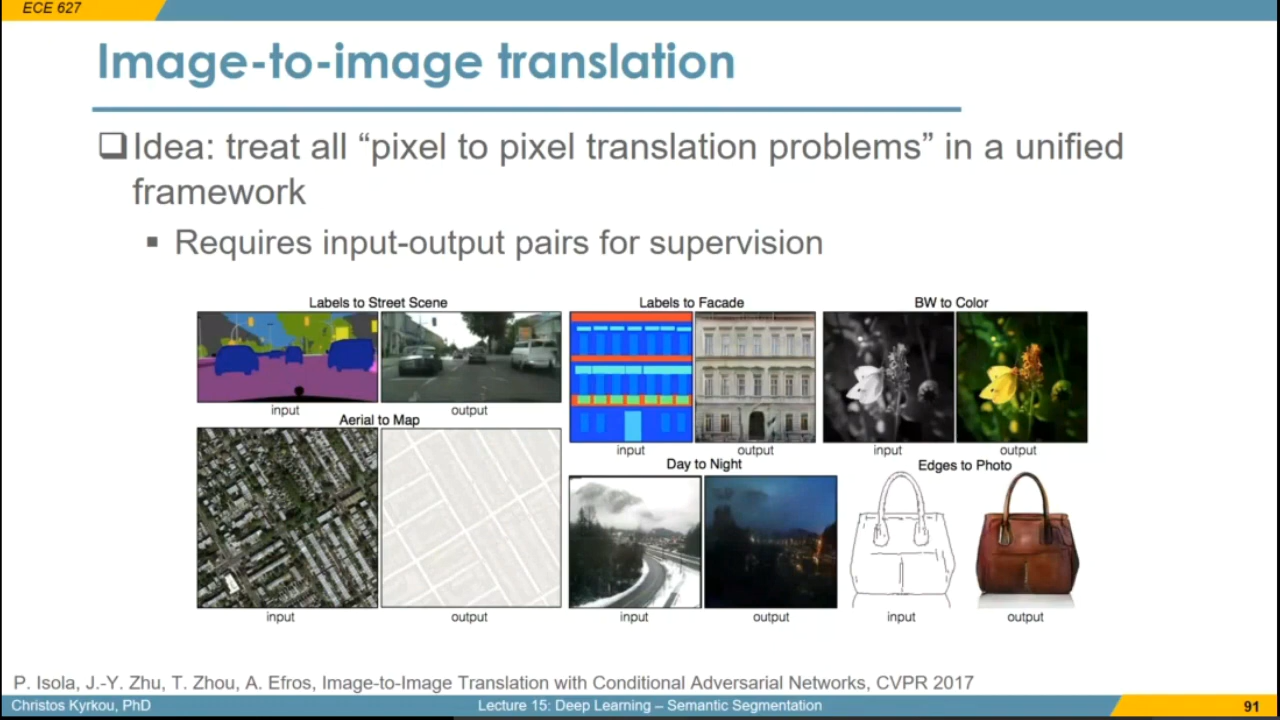 ECE 627
Image-to-image translation
❑Idea: treat all “pixel to pixel translation problems” in a unified
framework
▪ Requires input-output pairs for supervision
Labels to Street Scene
input
output
Labels to Facade
input
output
BW to Color
input
output
Aerial to Map
input
output
Day to Night
input
output
Edges to Photo
input
output
P. Isola, J.-Y. Zhu, T. Zhou, A. Efros, Image-to-Image Translation with Conditional Adversarial Networks, CVPR 2017
Christos Kyrkou, PhD
Lecture 15: Deep Learning – Semantic Segmentation
91